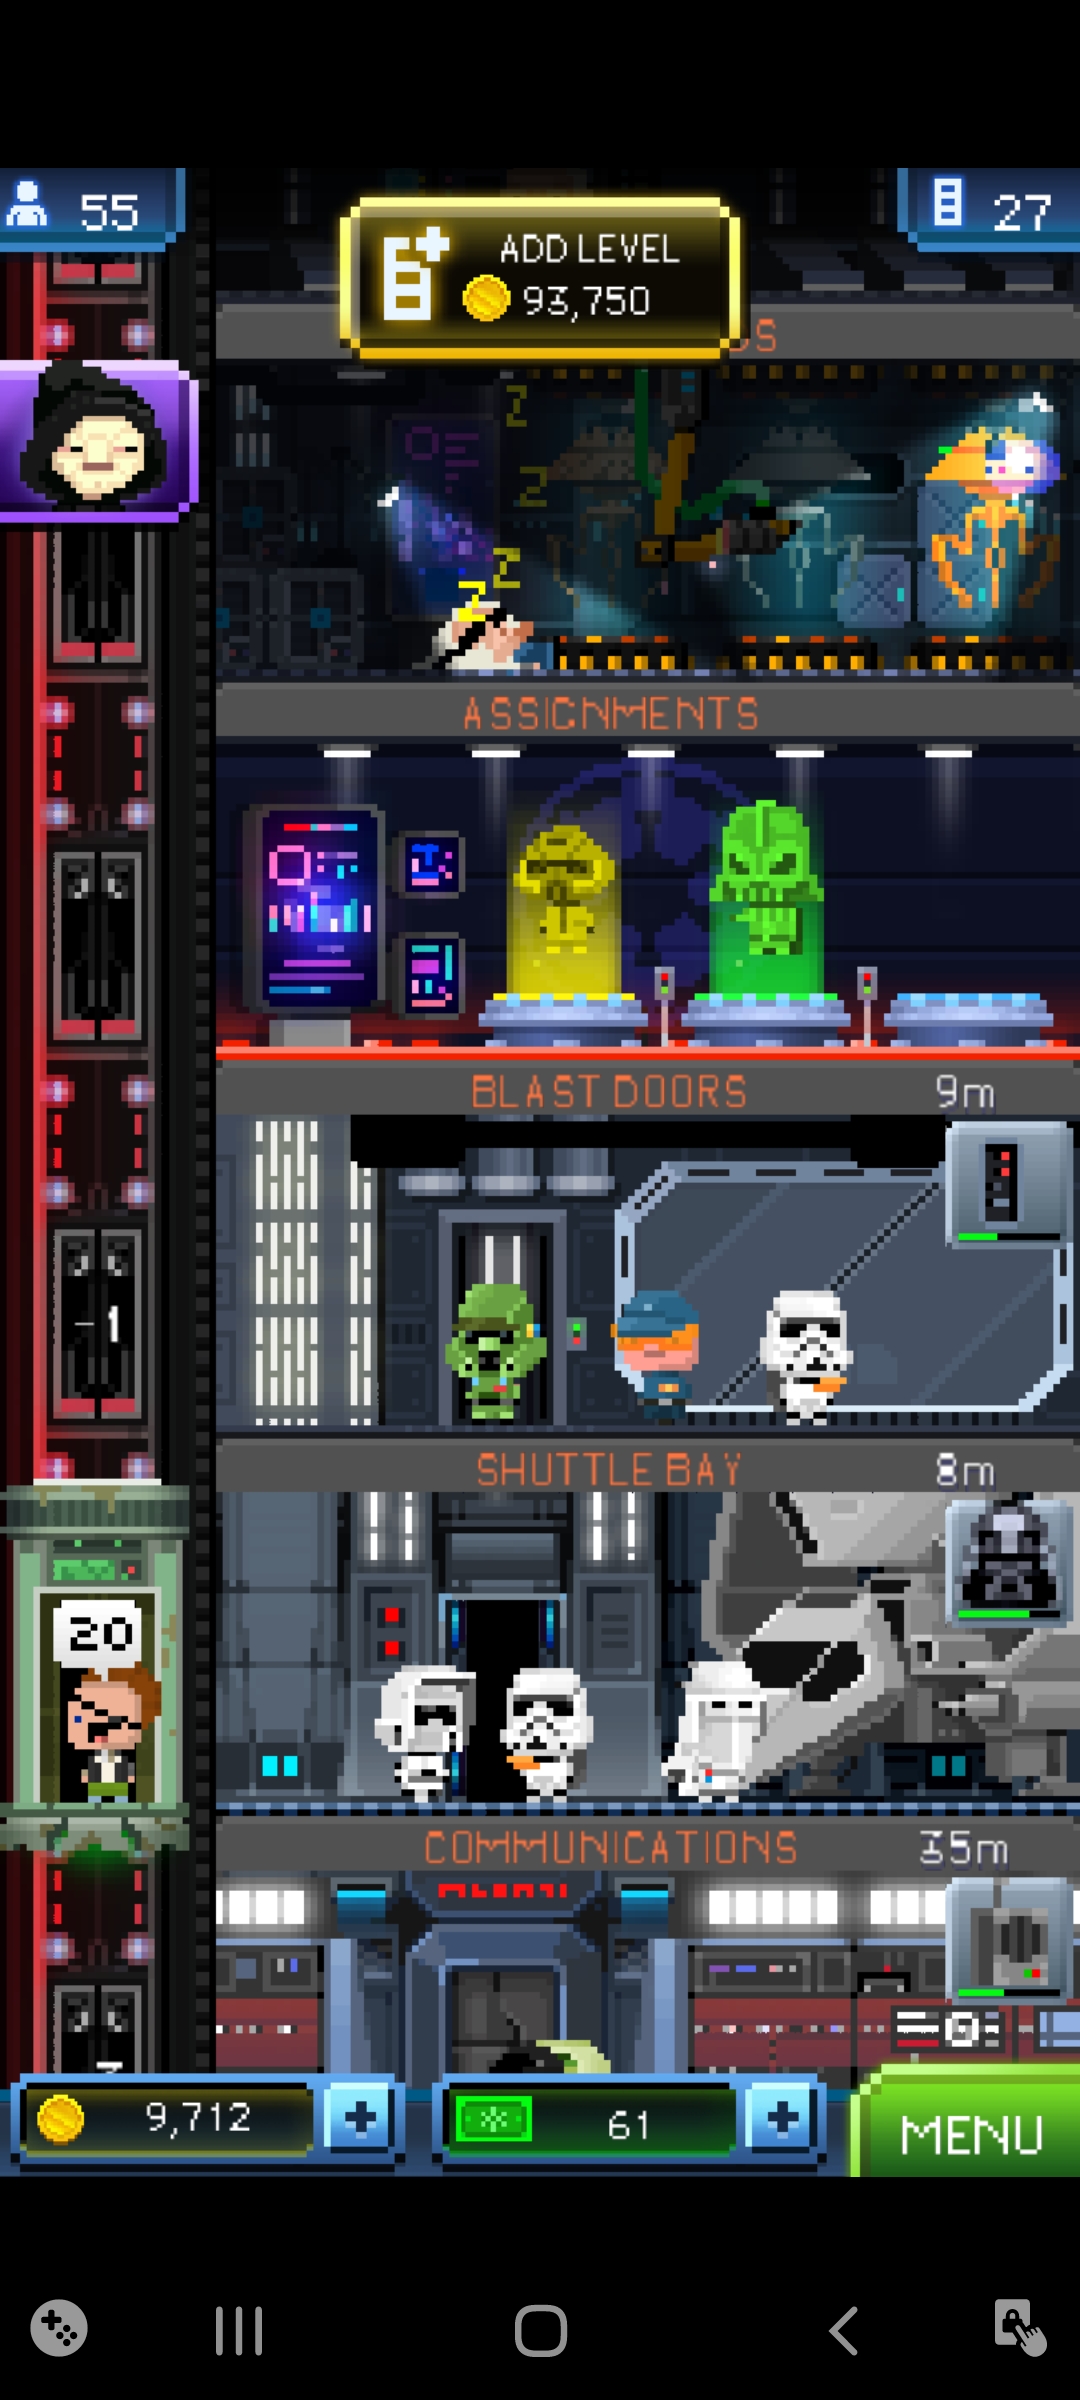 55
ADD LEVEL
93,750
27
Z
Z
Z
Z
ASSIGNMENTS
BLAST DOORS 9m
-1
SHUTTLE BAY 8m
20
COMMUNICATIONS 35m
9,712
61
MENU